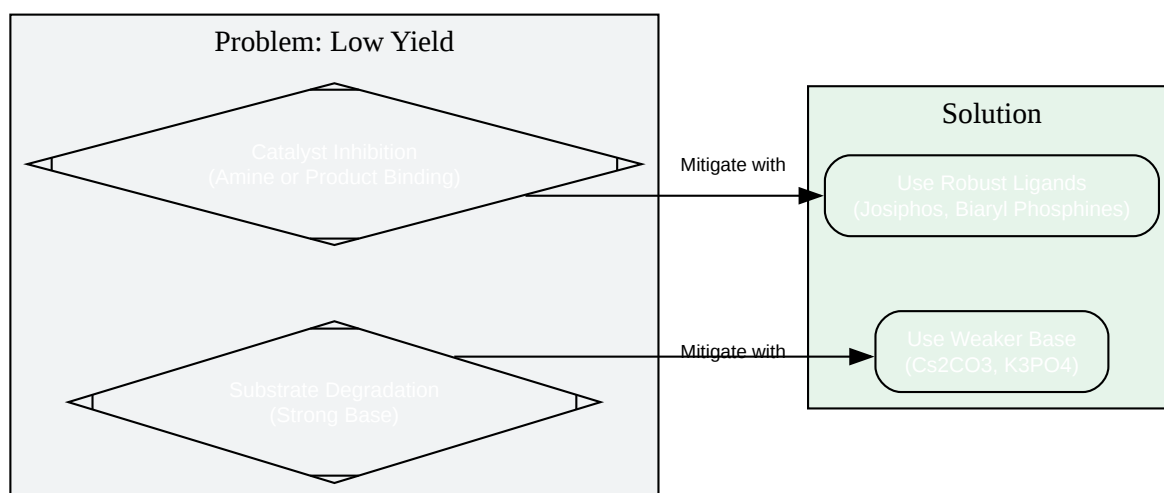 Problem: Low Yield
Catalyst Inhibition
(Amine or Product Binding)
Mitigate with
Solution
Use Robust Ligands
(Josiphos, Biaryl Phosphines)
Substrate Degradation
(Strong Base)
Mitigate with
Use Weaker Base
(Cs2CO3, K3PO4)